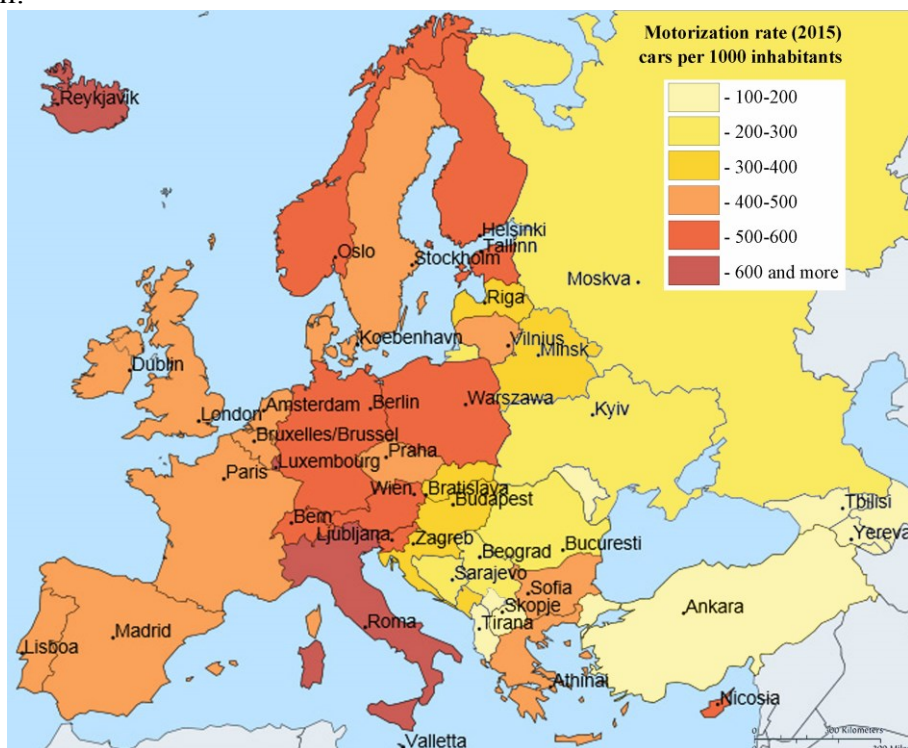 Motorization rate (2015)
cars per 1000 inhabitants
- 100-200
- 200-300
- 300-400
- 400-500
- 500-600
- 600 and more
Reykjavik
Helsinki
Tallinn
Oslo
Stockholm
Moskva
Riga
Koebenhavn
Vilnius
Minsk
Dublin
Amsterdam
Berlin
Warszawa
London
Kyiv
Bruxelles/Brussel
Praha
Luxembourg
Paris
Wien
Bratislava
Budapest
Tbilisi
Bern
Ljubljana
Zagreb
Yereva
Beograd
Bucuresti
Sarajevo
Sofia
Skopje
Ankara
Roma
Tirana
Madrid
Lisboa
Athinai
Nicosia
Valletta